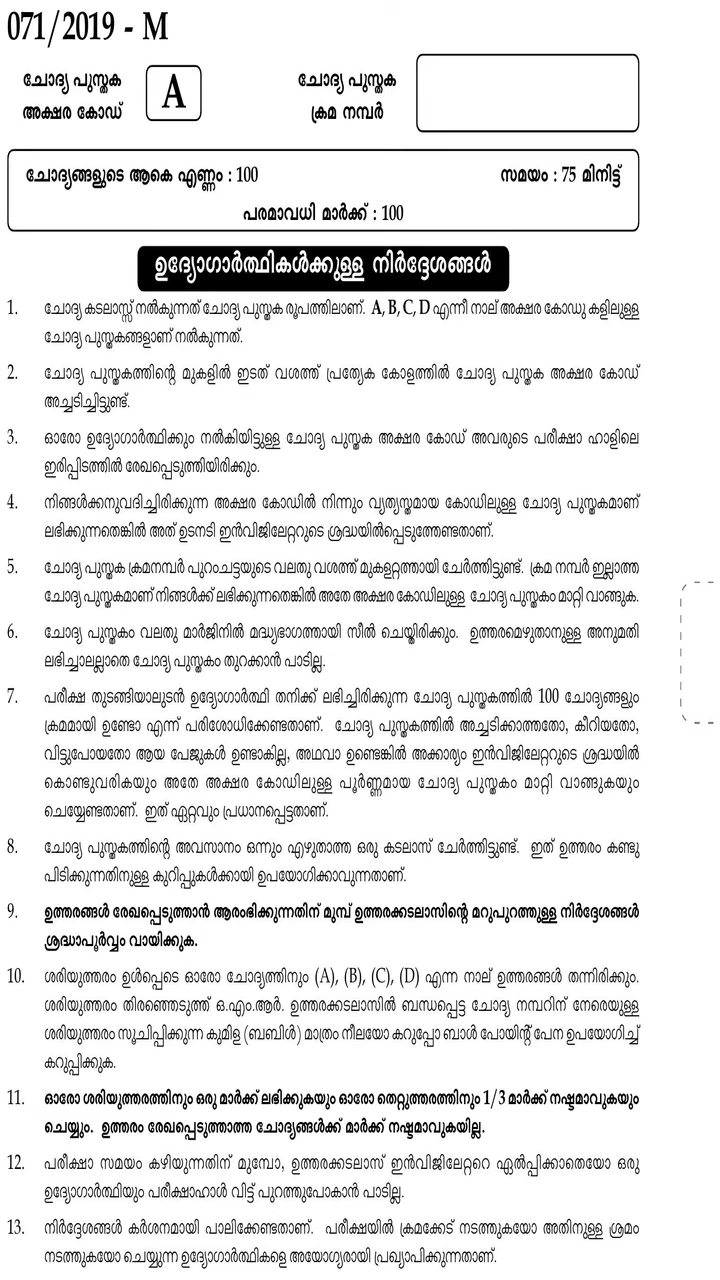 071/2019 - M
ചോദ്യ പുസ്തക
അക്ഷര കോഡ്
A
ചോദ്യ പുസ്തക
ക്രമ നമ്പർ
ചോദ്യങ്ങളുടെ ആകെ എണ്ണം : 100 സമയം : 75 മിനിട്ട്
പരമാവധി മാർക്ക് : 100
ഉദ്യോഗാർത്ഥികൾക്കുള്ള നിർദ്ദേശങ്ങൾ
1. ചോദ്യ കടലാസ്സ് നൽകുന്നത് ചോദ്യ പുസ്തക രൂപത്തിലാണ്. A, B, C, D എന്നീ നാല് അക്ഷര കോഡു കളിലുള്ള
ചോദ്യ പുസ്തകങ്ങളാണ് നൽകുന്നത്.
2. ചോദ്യ പുസ്തകത്തിന്റെ മുകളിൽ ഇടത് വശത്ത് പ്രത്യേക കോളത്തിൽ ചോദ്യ പുസ്തക അക്ഷര കോഡ്
അച്ചടിച്ചിട്ടുണ്ട്.
3. ഓരോ ഉദ്യോഗാർത്ഥിക്കും നൽകിയിട്ടുള്ള ചോദ്യ പുസ്തക അക്ഷര കോഡ് അവരുടെ പരീക്ഷാ ഹാളിലെ
ഇരിപ്പിടത്തിൽ രേഖപ്പെടുത്തിയിരിക്കും.
4. നിങ്ങൾക്കനുവദിച്ചിരിക്കുന്ന അക്ഷര കോഡിൽ നിന്നും വ്യത്യസ്തമായ കോഡിലുള്ള ചോദ്യ പുസ്തകമാണ്
ലഭിക്കുന്നതെങ്കിൽ അത് ഉടനടി ഇൻവിജിലേറ്ററുടെ ശ്രദ്ധയിൽപ്പെടുത്തേണ്ടതാണ്.
5. ചോദ്യ പുസ്തക ക്രമനമ്പർ പുറംചട്ടയുടെ വലതു വശത്ത് മുകളറ്റത്തായി ചേർത്തിട്ടുണ്ട്. ക്രമ നമ്പർ ഇല്ലാത്ത
ചോദ്യ പുസ്തകമാണ് നിങ്ങൾക്ക് ലഭിക്കുന്നതെങ്കിൽ അതേ അക്ഷര കോഡിലുള്ള ചോദ്യ പുസ്തകം മാറ്റി വാങ്ങുക.
6. ചോദ്യ പുസ്തകം വലതു മാർജിനിൽ മദ്ധ്യഭാഗത്തായി സീൽ ചെയ്തിരിക്കും. ഉത്തരമെഴുതാനുള്ള അനുമതി
ലഭിച്ചാലല്ലാതെ ചോദ്യ പുസ്തകം തുറക്കാൻ പാടില്ല.
7. പരീക്ഷ തുടങ്ങിയാലുടൻ ഉദ്യോഗാർത്ഥി തനിക്ക് ലഭിച്ചിരിക്കുന്ന ചോദ്യ പുസ്തകത്തിൽ 100 ചോദ്യങ്ങളും
ക്രമമായി ഉണ്ടോ എന്ന് പരിശോധിക്കേണ്ടതാണ്. ചോദ്യ പുസ്തകത്തിൽ അച്ചടിക്കാത്തതോ, കീറിയതോ,
വിട്ടുപോയതോ ആയ പേജുകൾ ഉണ്ടാകില്ല, അഥവാ ഉണ്ടെങ്കിൽ അക്കാര്യം ഇൻവിജിലേറ്ററുടെ ശ്രദ്ധയിൽ
കൊണ്ടുവരികയും അതേ അക്ഷര കോഡിലുള്ള പൂർണ്ണമായ ചോദ്യ പുസ്തകം മാറ്റി വാങ്ങുകയും
ചെയ്യേണ്ടതാണ്. ഇത് ഏറ്റവും പ്രധാനപ്പെട്ടതാണ്.
8. ചോദ്യ പുസ്തകത്തിന്റെ അവസാനം ഒന്നും എഴുതാത്ത ഒരു കടലാസ് ചേർത്തിട്ടുണ്ട്. ഇത് ഉത്തരം കണ്ടു
പിടിക്കുന്നതിനുള്ള കുറിപ്പുകൾക്കായി ഉപയോഗിക്കാവുന്നതാണ്.
9. ഉത്തരങ്ങൾ രേഖപ്പെടുത്താൻ ആരംഭിക്കുന്നതിന് മുമ്പ് ഉത്തരക്കടലാസിന്റെ മറുപുറത്തുള്ള നിർദ്ദേശങ്ങൾ
ശ്രദ്ധാപൂർവ്വം വായിക്കുക.
10. ശരിയുത്തരം ഉൾപ്പെടെ ഓരോ ചോദ്യത്തിനും (A), (B), (C), (D) എന്ന നാല് ഉത്തരങ്ങൾ തന്നിരിക്കും.
ശരിയുത്തരം തിരഞ്ഞെടുത്ത് ഒ.എം.ആർ. ഉത്തരക്കടലാസിൽ ബന്ധപ്പെട്ട ചോദ്യ നമ്പറിന് നേരെയുള്ള
ശരിയുത്തരം സൂചിപ്പിക്കുന്ന കുമിള (ബബിൾ) മാത്രം നീലയോ കറുപ്പോ ബാൾ പോയിന്റ് പേന ഉപയോഗിച്ച്
കറുപ്പിക്കുക.
11. ഓരോ ശരിയുത്തരത്തിനും ഒരു മാർക്ക് ലഭിക്കുകയും ഓരോ തെറ്റുത്തരത്തിനും 1/3 മാർക്ക് നഷ്ടമാവുകയും
ചെയ്യും. ഉത്തരം രേഖപ്പെടുത്താത്ത ചോദ്യങ്ങൾക്ക് മാർക്ക് നഷ്ടമാവുകയില്ല.
12. പരീക്ഷാ സമയം കഴിയുന്നതിന് മുമ്പോ, ഉത്തരക്കടലാസ് ഇൻവിജിലേറ്ററെ ഏൽപ്പിക്കാതെയോ ഒരു
ഉദ്യോഗാർത്ഥിയും പരീക്ഷാഹാൾ വിട്ട് പുറത്തുപോകാൻ പാടില്ല.
13. നിർദ്ദേശങ്ങൾ കർശനമായി പാലിക്കേണ്ടതാണ്. പരീക്ഷയിൽ ക്രമക്കേട് നടത്തുകയോ അതിനുള്ള ശ്രമം
നടത്തുകയോ ചെയ്യുന്ന ഉദ്യോഗാർത്ഥികളെ അയോഗ്യരായി പ്രഖ്യാപിക്കുന്നതാണ്.